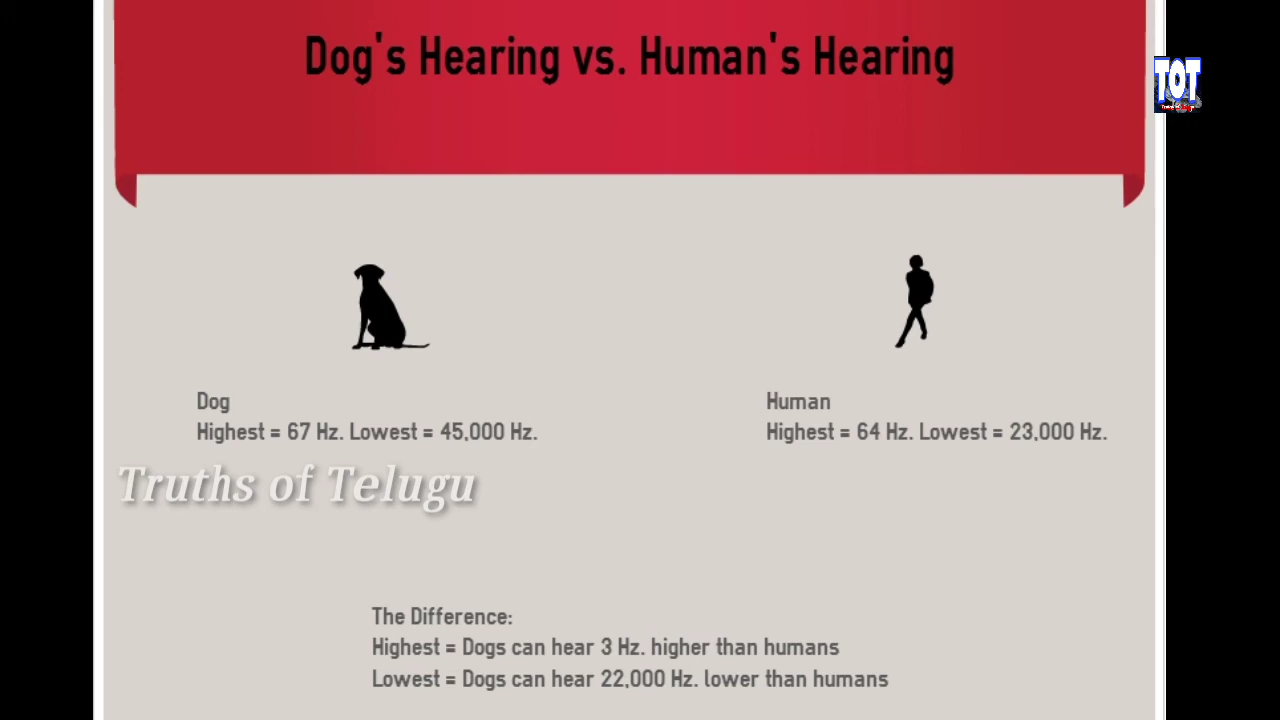 Dog's Hearing vs. Human's Hearing
TOT
Dog
Highest = 67 Hz. Lowest = 45,000 Hz.
Human
Highest = 64 Hz. Lowest = 23,000 Hz.
Truths of Telugu
The Difference:
Highest = Dogs can hear 3 Hz. higher than humans
Lowest = Dogs can hear 22,000 Hz. lower than humans